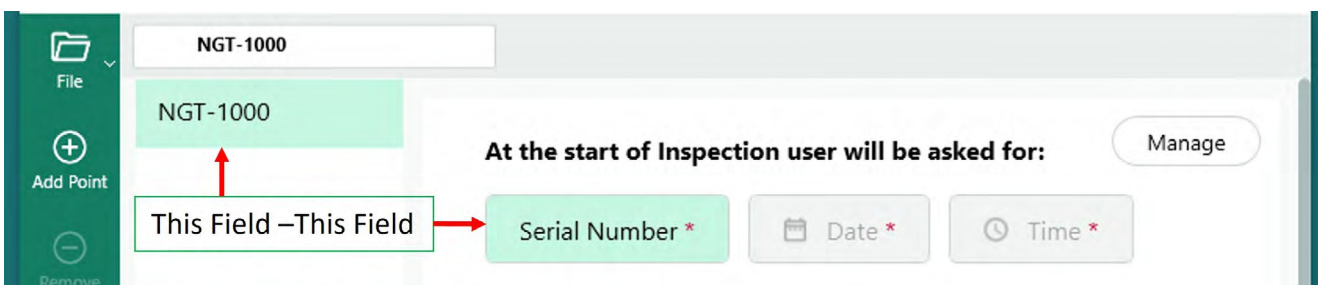 NGT-1000
File
NGT-1000
Add Point
At the start of Inspection user will be asked for:
Manage
This Field –This Field
Serial Number *
Date *
Time *
Remove